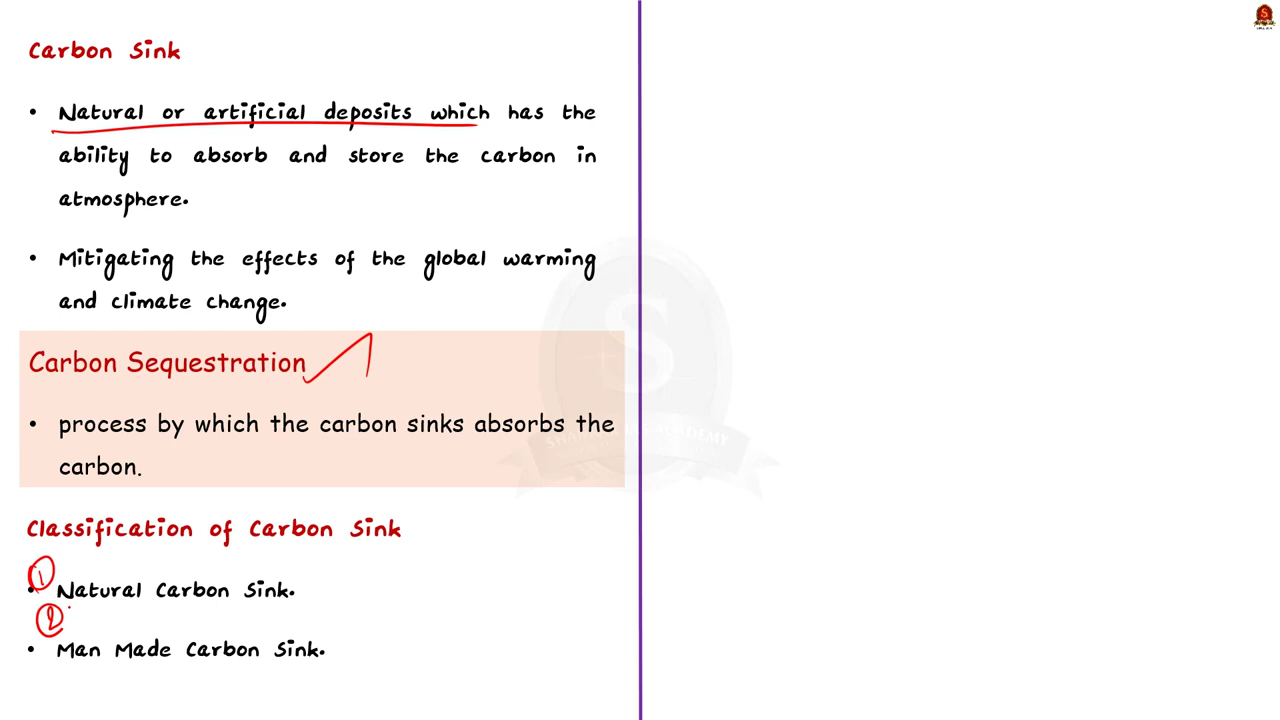 Carbon Sink
• Natural or artificial deposits which has the
ability to absorb and store the carbon in
atmosphere.
• Mitigating the effects of the global warming
and climate change.
Carbon Sequestration
• process by which the carbon sinks absorbs the
carbon.
Classification of Carbon Sink
1
• Natural Carbon Sink.
2
• Man Made Carbon Sink.